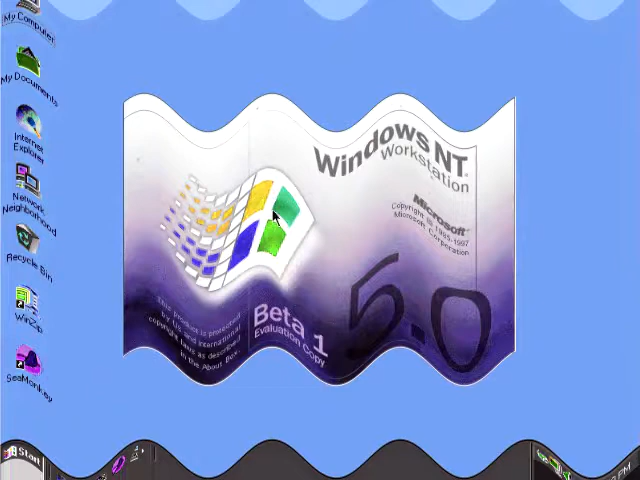 My Computer
My Documents
Internet
Explorer
Network
Neighborhood
Recycle Bin
WinZip
SeaMonkey
Windows NT
Workstation
Microsoft
Copyright © 1985-1997
Microsoft Corporation
5.0
Beta 1
Evaluation Copy
This product is protected
by US and international
copyright laws as described
in the About Box.
Start
PM